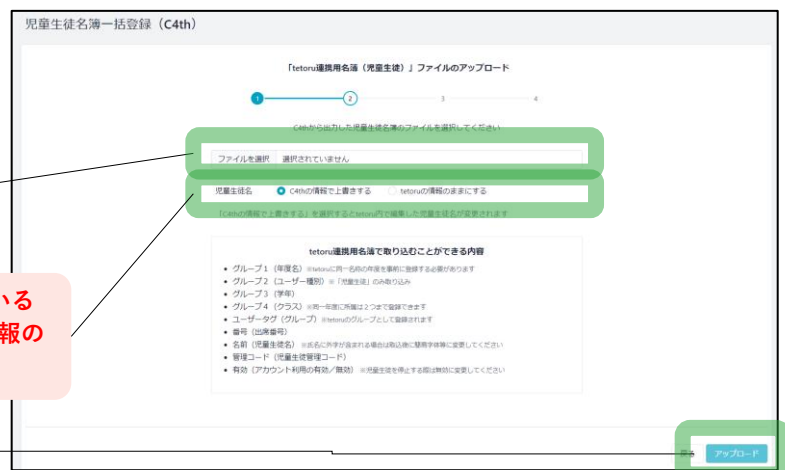 児童生徒名簿一括登録（C4th）
「tetoru連携用名簿（児童生徒）」ファイルのアップロード
1 2 3 4
C4thから出力した児童生徒名簿のファイルを選択してください
ファイルを選択 選択されていません
児童生徒名 C4thの情報で上書きする tetoruの情報のままにする
「C4thの情報で上書きする」を選択するとtetoru内で編集した児童生徒名が変更されます
いる
報の
tetoru連携用名簿で取り込むことができる内容
• グループ1（年度名）※tetoruに同一名称の年度を事前に登録する必要があります
• グループ2（ユーザー種別）※「児童生徒」のみ取り込み
• グループ3（学年）
• グループ4（クラス）※同一年度に所属は2つまで登録できます
• ユーザータグ（グループ）※tetoruのグループとして登録されます
• 番号（出席番号）
• 名前（児童生徒名）※氏名に外字が含まれる場合は取込後に簡易字体等に変更してください
• 管理コード（児童生徒管理コード）
• 有効（アカウント利用の有効／無効）※児童生徒を停止する際は無効に変更してください
戻る アップロード